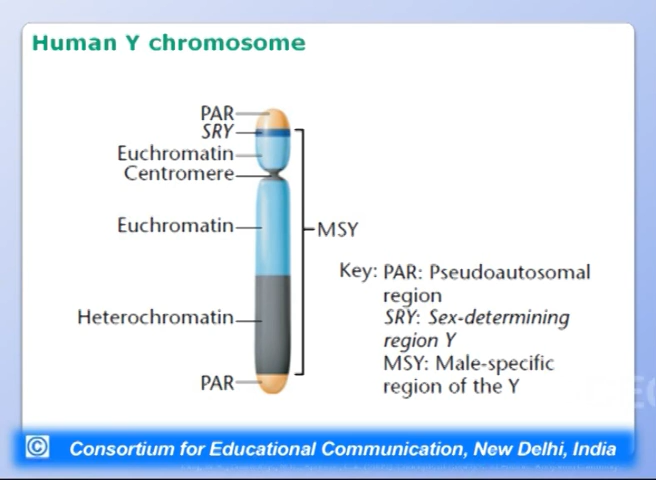 Human Y chromosome
PAR
SRY
Euchromatin
Centromere
Euchromatin
MSY
Heterochromatin
PAR
Key: PAR: Pseudoautosomal
region
SRY: Sex-determining
region Y
MSY: Male-specific
region of the Y
© Consortium for Educational Communication, New Delhi, India